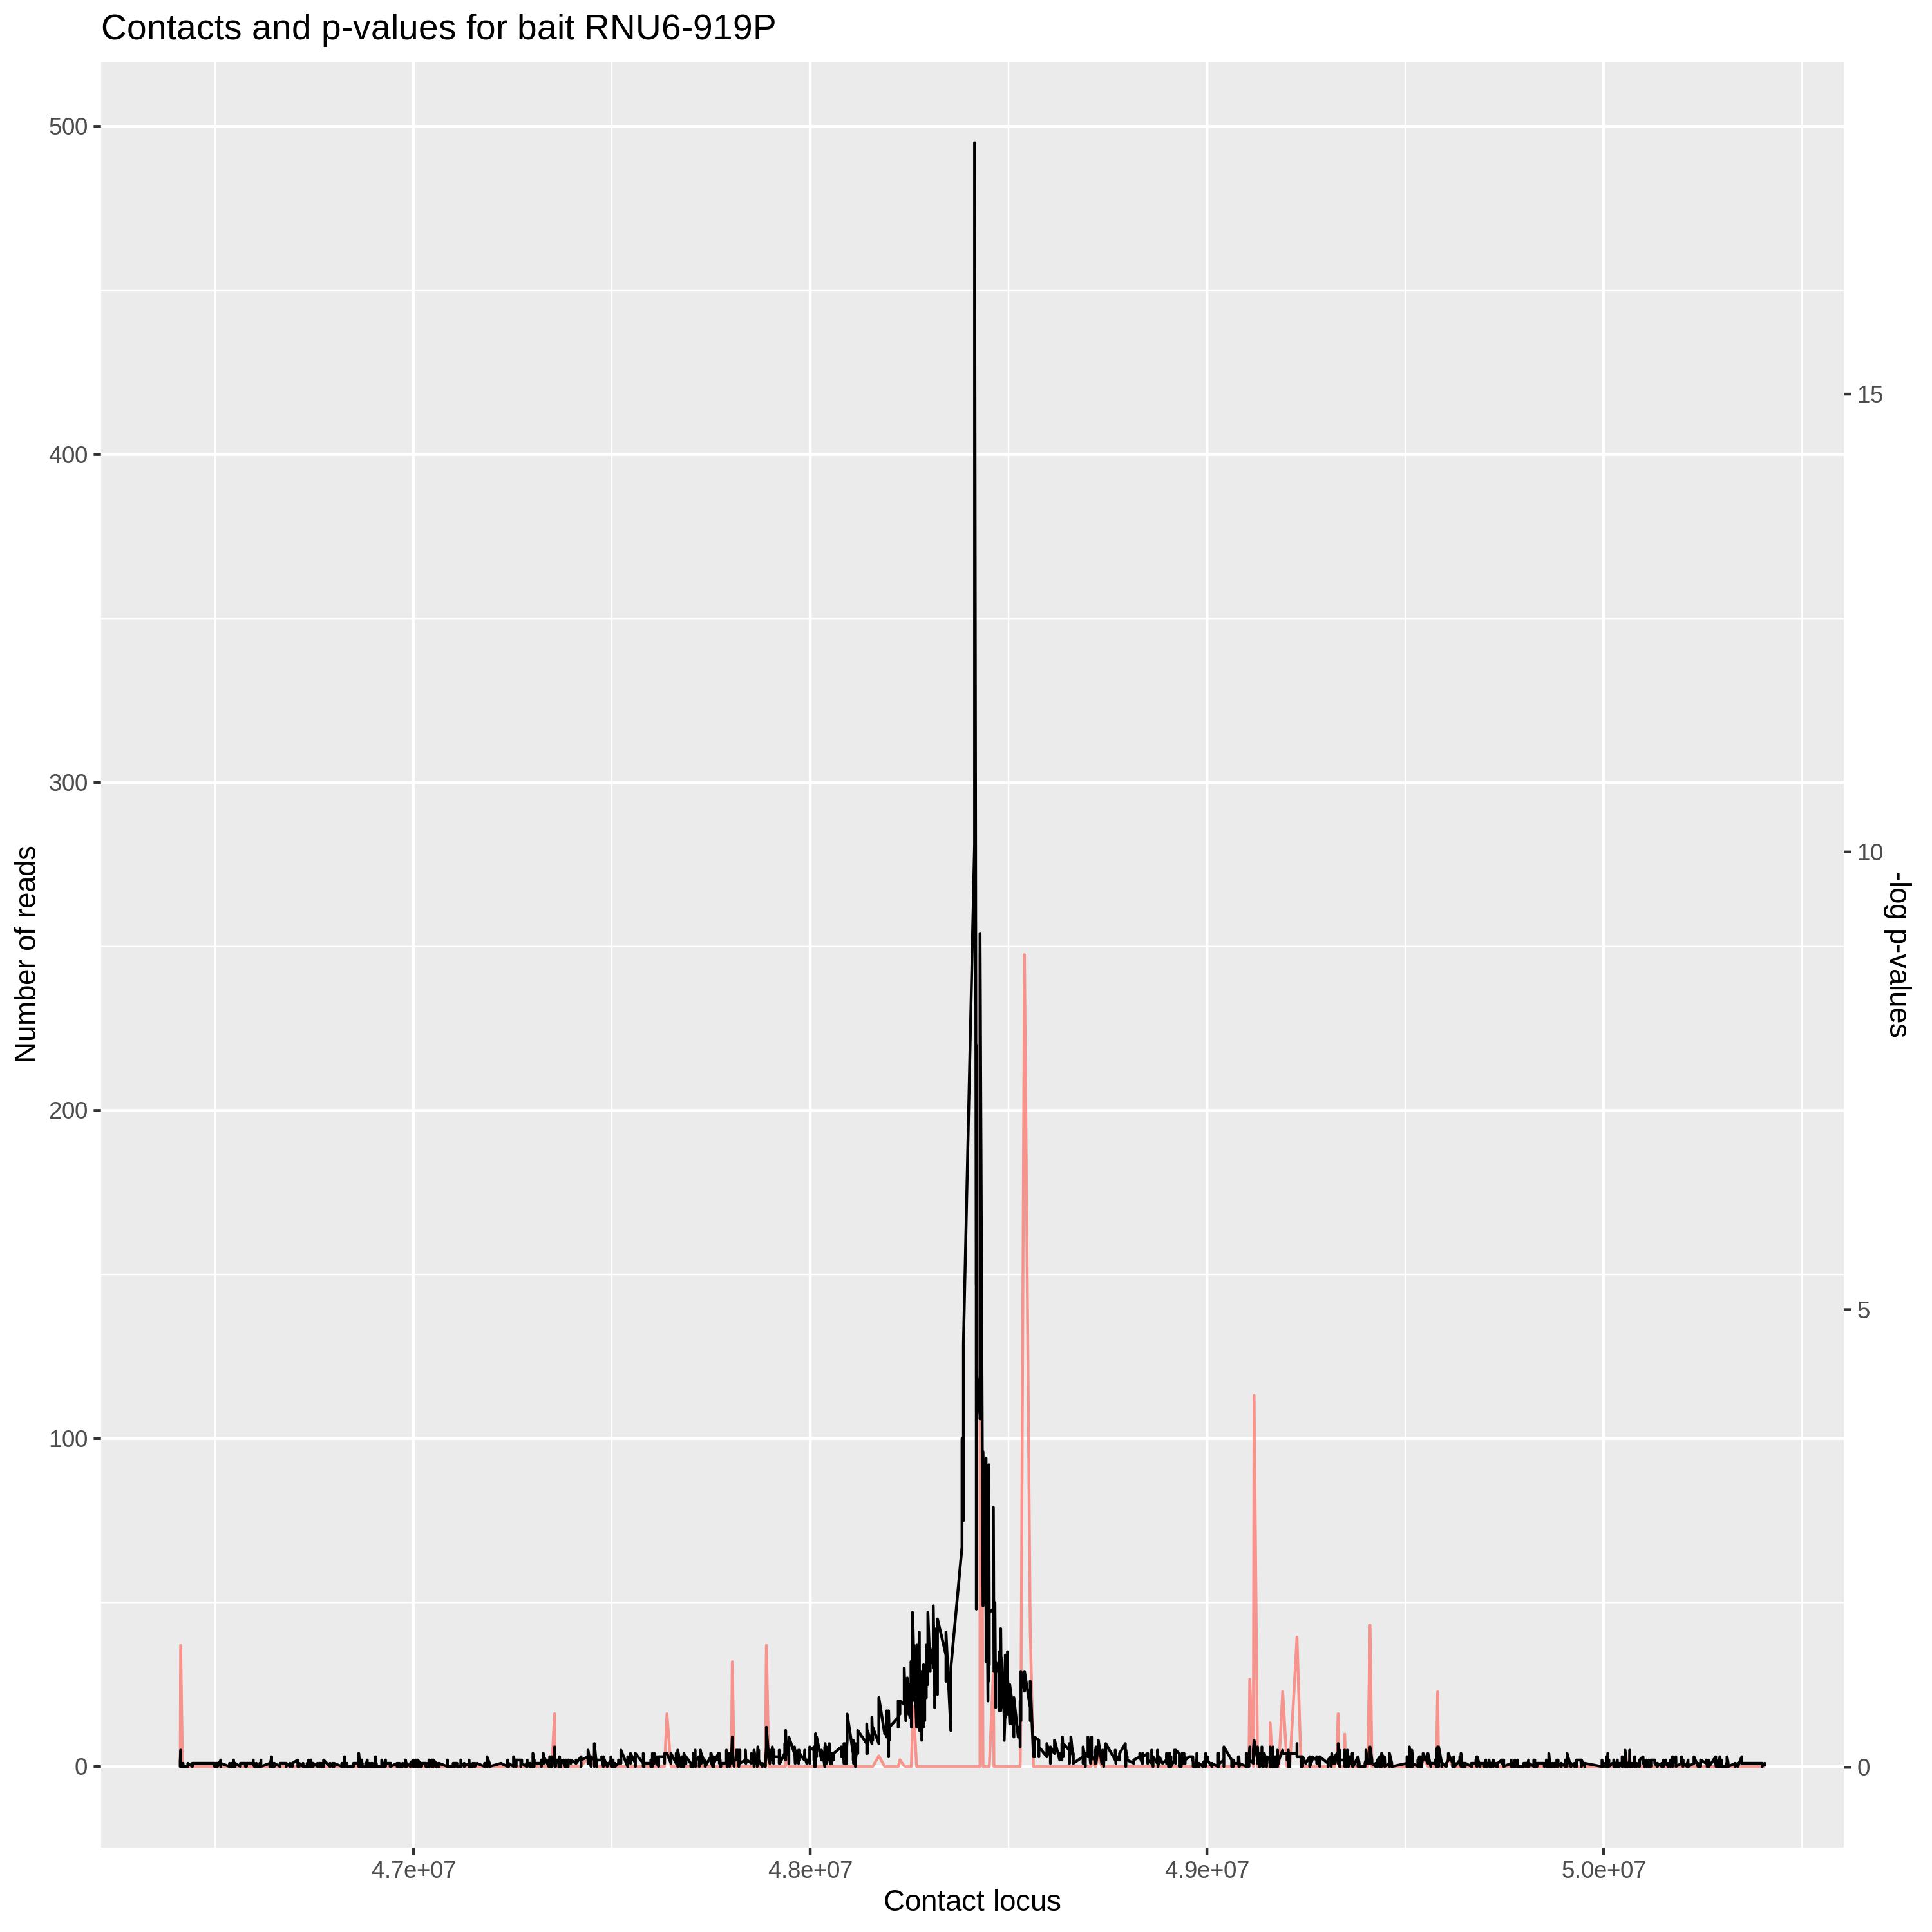 Contacts and p-values for bait RNU6-919P
500
400
300
200
100
0
Number of reads
15
10
5
0
-log p-values
4.7e+07
4.8e+07
4.9e+07
5.0e+07
Contact locus